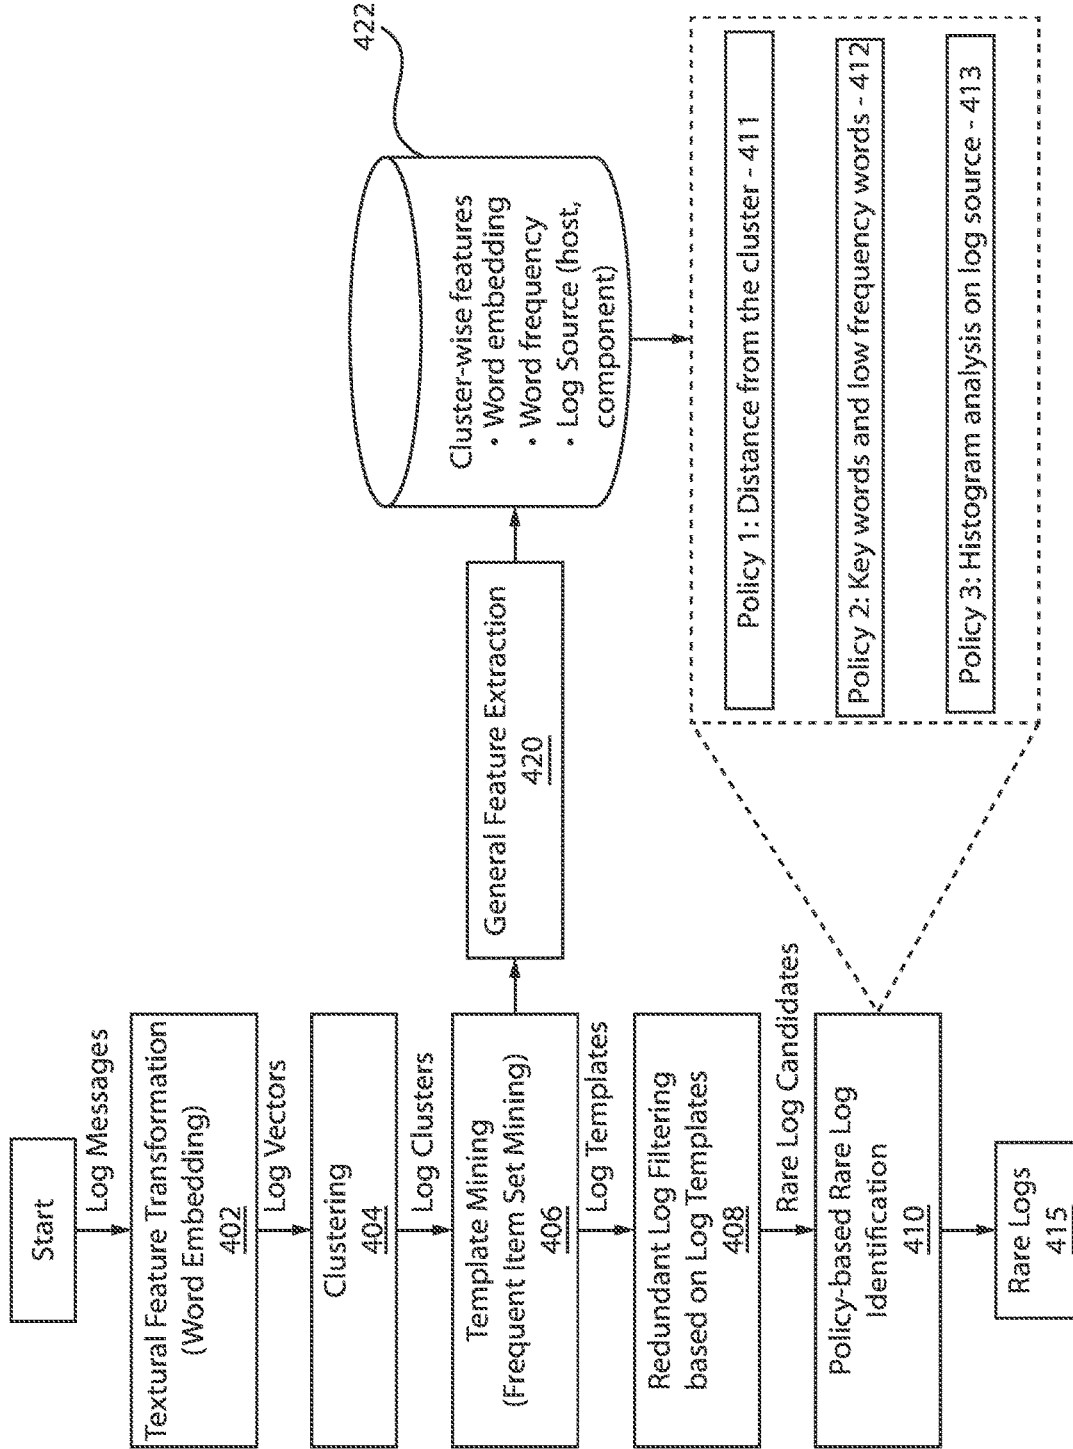 Start
Log Messages
Textural Feature Transformation
(Word Embedding)
402
Log Vectors
Clustering
404
Log Clusters
Template Mining
(Frequent Item Set Mining)
406
Log Templates
Redundant Log Filtering
based on Log Templates
408
Rare Log Candidates
Policy-based Rare Log
Identification
410
Rare Logs
415
General Feature Extraction
420
Cluster-wise features
• Word embedding
• Word frequency
• Log Source (host,
component)
422
Policy 1: Distance from the cluster - 411
Policy 2: Key words and low frequency words - 412
Policy 3: Histogram analysis on log source - 413